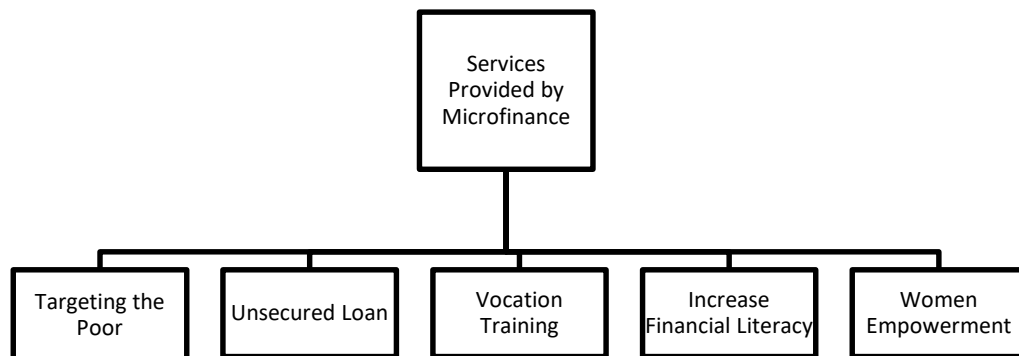 Services
Provided by
Microfinance
Targeting the
Poor
Unsecured Loan
Vocation
Training
Increase
Financial Literacy
Women
Empowerment